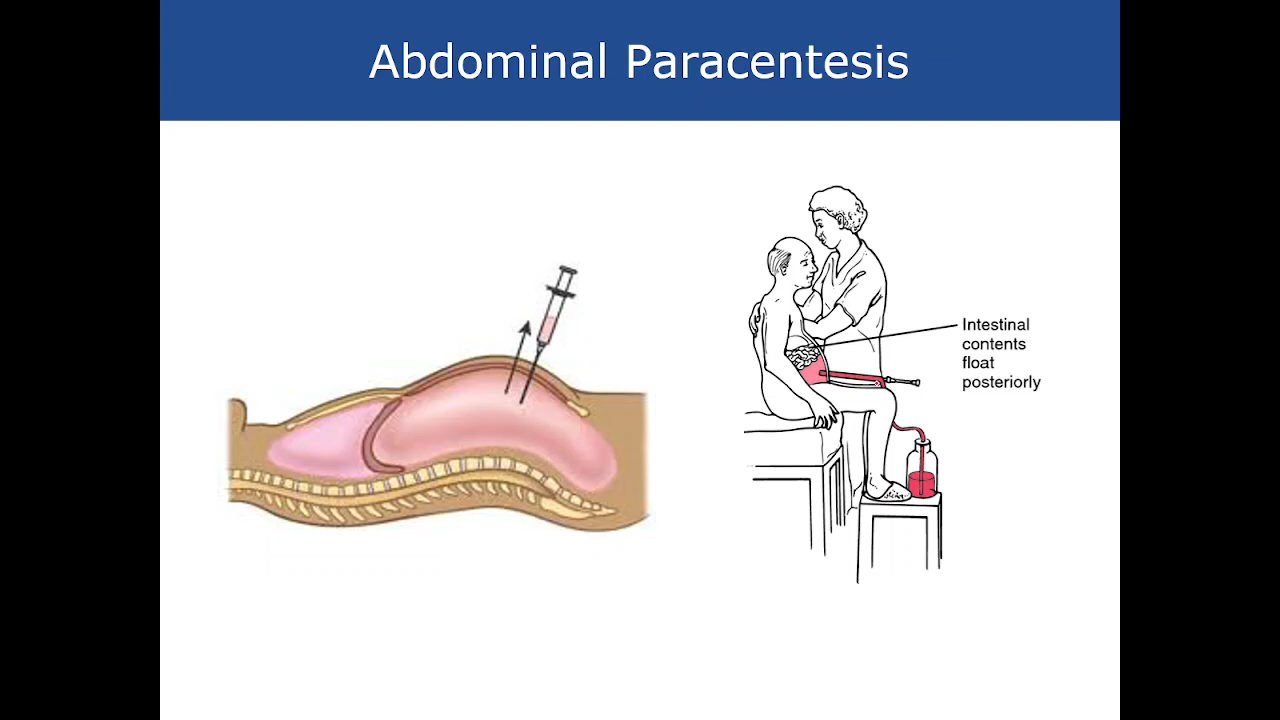 Abdominal Paracentesis
Intestinal
contents
float
posteriorly